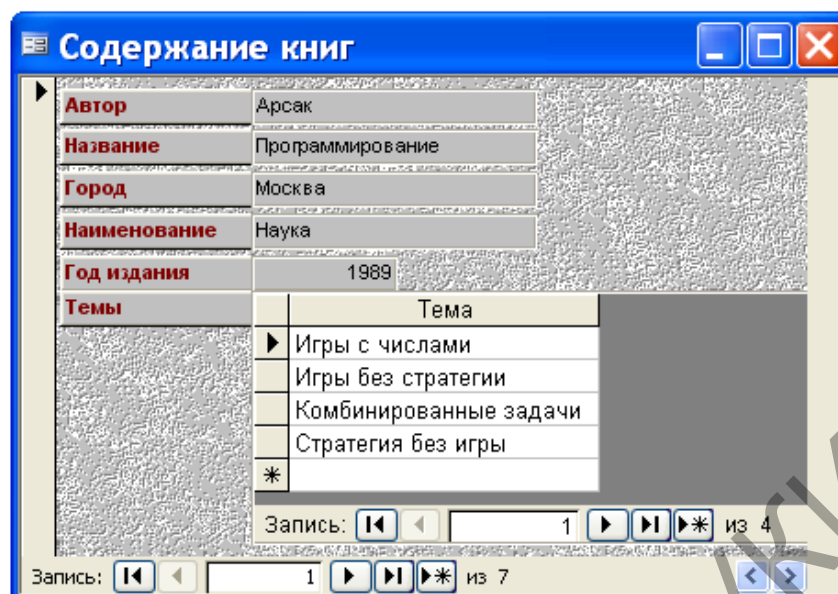 Содержание книг
Автор Арсак
Название Программирование
Город Москва
Наименование Наука
Год издания 1989
Темы Тема
Игры с числами
Игры без стратегии
Комбинированные задачи
Стратегия без игры
Запись: 1 из 4
Запись: 1 из 7